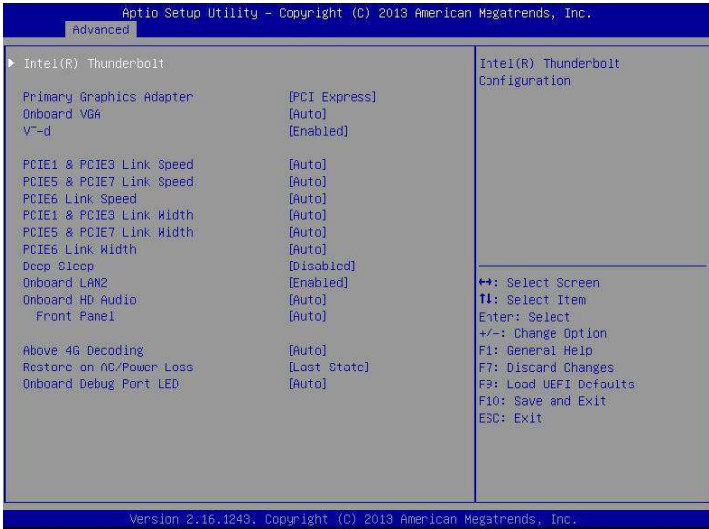 Aptio Setup Utility – Copyright (C) 2013 American Megatrends, Inc.
Advanced
Intel(R) Thunderbolt
Primary Graphics Adapter [PCI Express]
Onboard VGA [Auto]
VT-d [Enabled]
PCIE1 & PCIE3 Link Speed [Auto]
PCIE5 & PCIE7 Link Speed [Auto]
PCIE6 Link Speed [Auto]
PCIE1 & PCIE3 Link Width [Auto]
PCIE5 & PCIE7 Link Width [Auto]
PCIE6 Link Width [Auto]
Deep Sleep [Disabled]
Onboard LAN2 [Enabled]
Onboard HD Audio [Auto]
Front Panel [Auto]
Above 4G Decoding [Auto]
Restore on AC/Power Loss [Last State]
Onboard Debug Port LED [Auto]
Intel(R) Thunderbolt
Configuration
↔: Select Screen
↑↓: Select Item
Enter: Select
+/-: Change Option
F1: General Help
F7: Discard Changes
F9: Load UEFI Defaults
F10: Save and Exit
ESC: Exit
Version 2.16.1243. Copyright (C) 2013 American Megatrends, Inc.